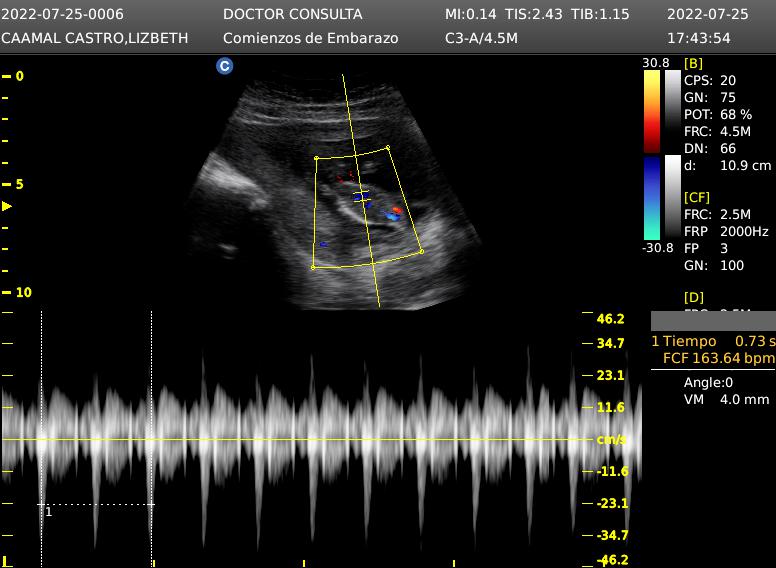 2022-07-25-0006 DOCTOR CONSULTA MI:0.14 TIS:2.43 TIB:1.15 2022-07-25
CAAMAL CASTRO,LIZBETH Comienzos de Embarazo C3-A/4.5M 17:43:54
C
0
5
10
30.8
-30.8
[B]
CPS: 20
GN: 75
POT: 68 %
FRC: 4.5M
DN: 66
d: 10.9 cm
[CF]
FRC: 2.5M
FRP 2000Hz
FP 3
GN: 100
[D]
1 Tiempo 0.73 s
FCF 163.64 bpm
Angle:0
VM 4.0 mm
46.2
34.7
23.1
11.6
cm/s
-11.6
-23.1
-34.7
-46.2
1